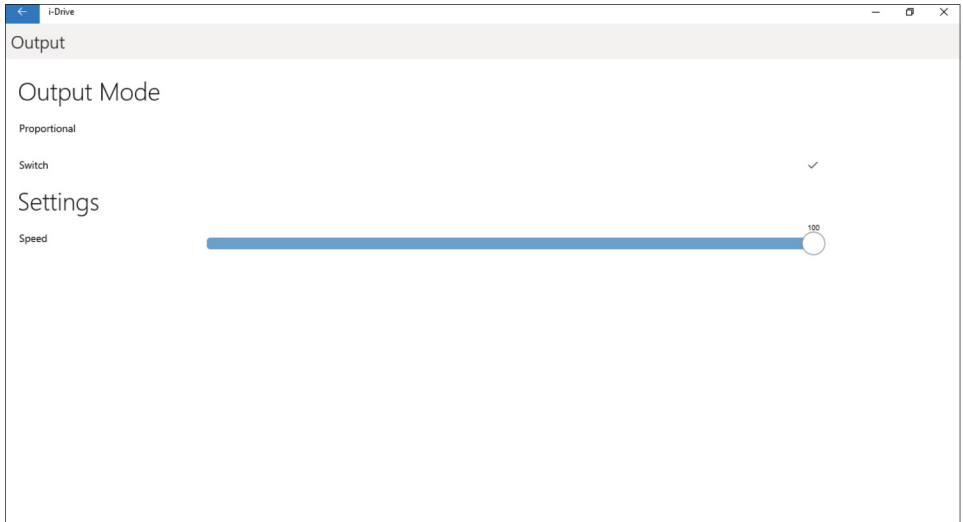 i-Drive
Output
Output Mode
Proportional
Switch
Settings
100
Speed